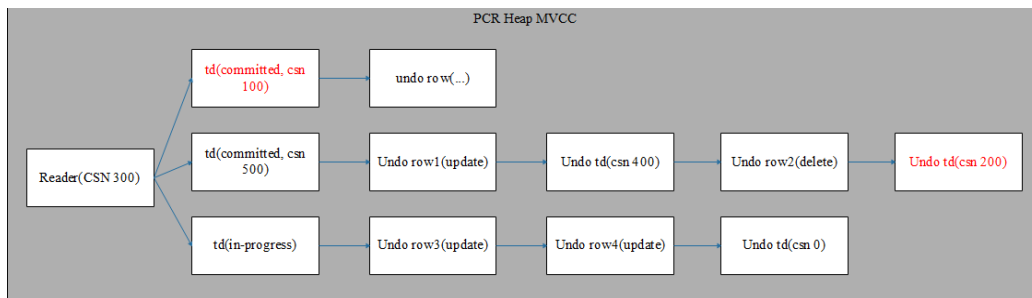 PCR Heap MVCC
td(committed, csn
100)
undo row(...)
Reader(CSN 300)
td(committed, csn
500)
Undo row1(update)
Undo td(csn 400)
Undo row2(delete)
Undo td(csn 200)
td(in-progress)
Undo row3(update)
Undo row4(update)
Undo td(csn 0)